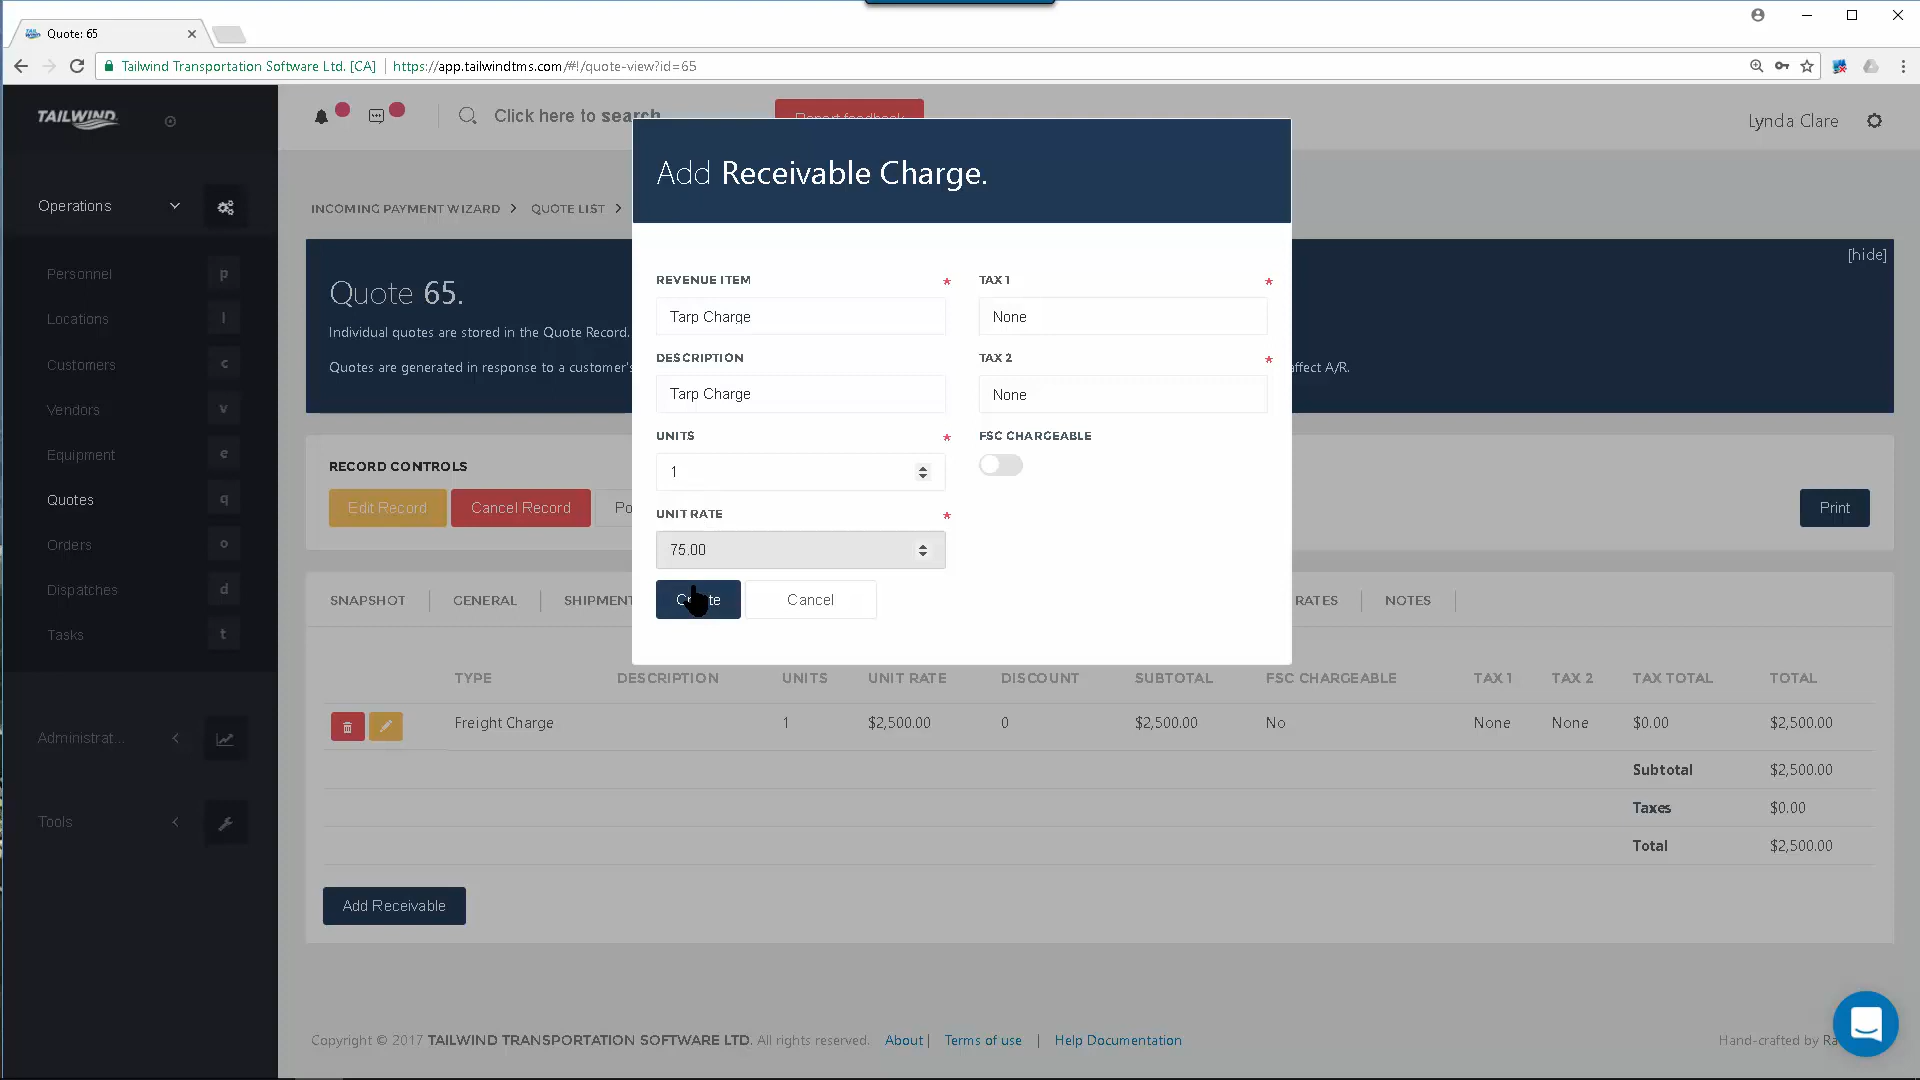 Quote: 65
Tailwind Transportation Software Ltd. [CA]
https://app.tailwindtms.com/#!/quote-view?id=65
TAILWIND
Click here to search
Report feedback
Lynda Clare
Operations
Personnel p
Locations l
Customers c
Vendors v
Equipment e
Quotes q
Orders o
Dispatches d
Tasks t
Administrat...
Tools
INCOMING PAYMENT WIZARD > QUOTE LIST >
[hide]
Quote 65.
Individual quotes are stored in the Quote Record.
Quotes are generated in response to a customer's
affect A/R.
RECORD CONTROLS
Edit Record
Cancel Record
Po
Print
Add Receivable Charge.
REVENUE ITEM *
Tarp Charge
DESCRIPTION
Tarp Charge
UNITS *
1
UNIT RATE *
75.00
TAX 1 *
None
TAX 2 *
None
FSC CHARGEABLE
Cancel
SNAPSHOT
GENERAL
SHIPMENT
RATES
NOTES
TYPE DESCRIPTION UNITS UNIT RATE DISCOUNT SUBTOTAL FSC CHARGEABLE TAX 1 TAX 2 TAX TOTAL TOTAL
Freight Charge 1 $2,500.00 0 $2,500.00 No None None $0.00 $2,500.00
Subtotal $2,500.00
Taxes $0.00
Total $2,500.00
Add Receivable
Copyright © 2017 TAILWIND TRANSPORTATION SOFTWARE LTD. All rights reserved. About | Terms of use | Help Documentation
Hand-crafted by